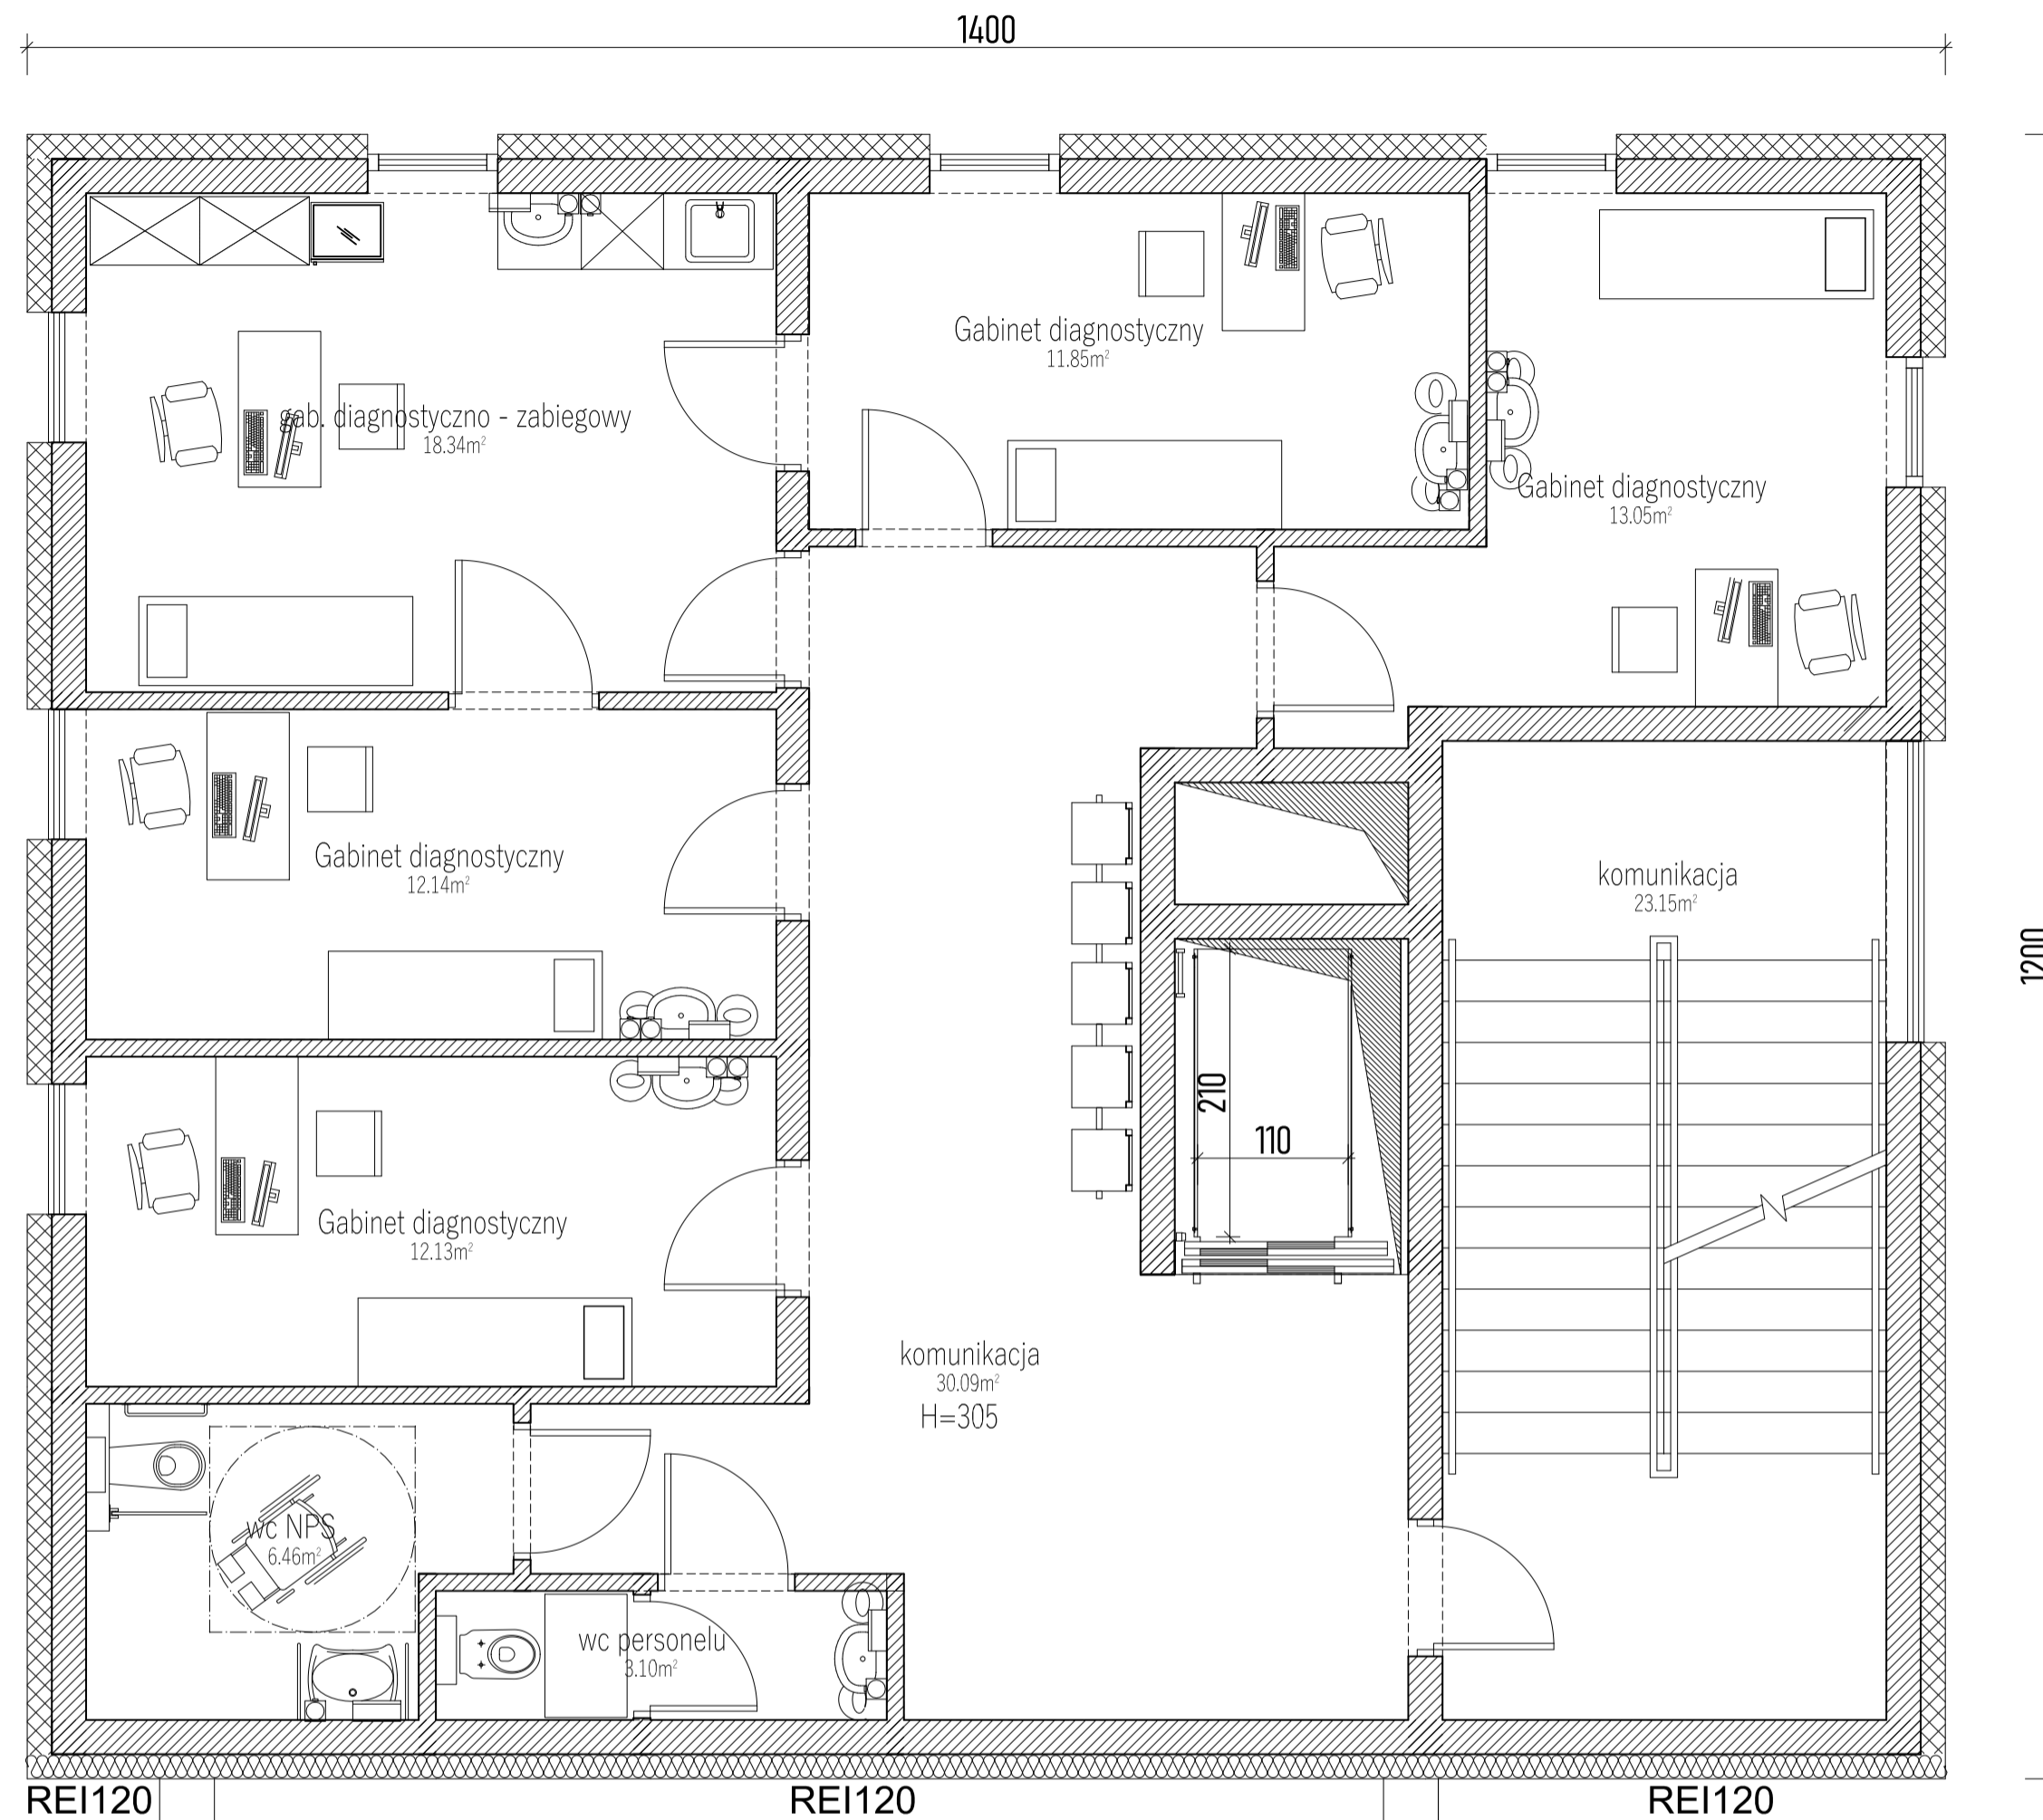 1400
Gabinet diagnostyczny
11.85m²
gab. diagnostyczno - zabiegowy
18.34m²
Gabinet diagnostyczny
13.05m²
Gabinet diagnostyczny
12.14m²
komunikacja
23.15m²
1200
210
110
Gabinet diagnostyczny
12.13m²
komunikacja
30.09m²
H=305
wc NPS
6.46m²
wc personelu
3.10m²
REI120
REI120
REI120